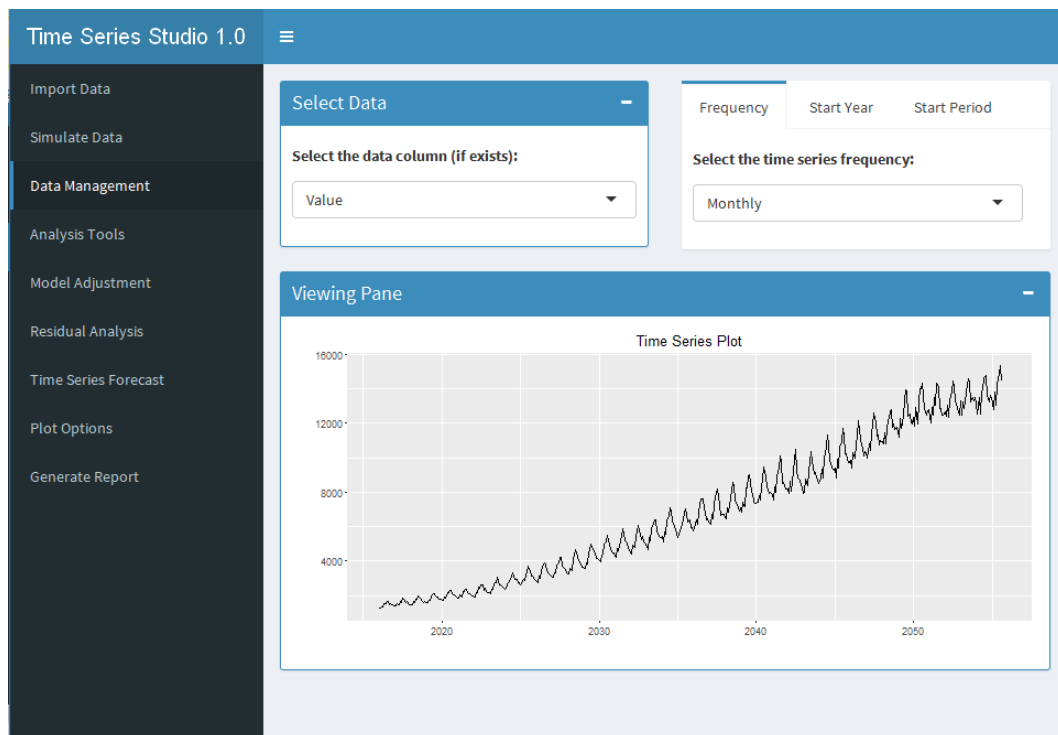 Time Series Studio 1.0
Import Data
Simulate Data
Data Management
Analysis Tools
Model Adjustment
Residual Analysis
Time Series Forecast
Plot Options
Generate Report
Select Data
Select the data column (if exists):
Value
Frequency Start Year Start Period
Select the time series frequency:
Monthly
Viewing Pane
Time Series Plot
16000
12000
8000
4000
2020 2030 2040 2050